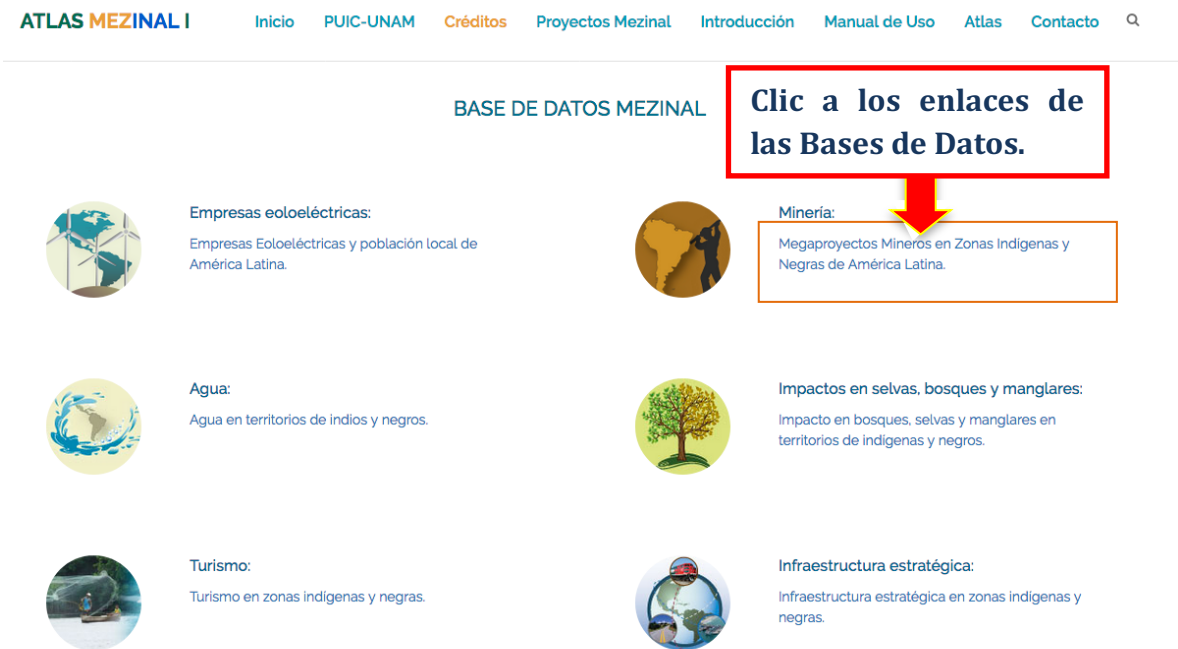 ATLAS MEZINAL I
Inicio PUIC-UNAM Créditos Proyectos Mezinal Introducción Manual de Uso Atlas Contacto
BASE DE DATOS MEZINAL
Clic a los enlaces de
las Bases de Datos.
Empresas eoloeléctricas:
Empresas Eoloeléctricas y población local de
América Latina.
Minería:
Megaproyectos Mineros en Zonas Indígenas y
Negras de América Latina.
Agua:
Agua en territorios de indios y negros.
Impactos en selvas, bosques y manglares:
Impacto en bosques, selvas y manglares en
territorios de indígenas y negros.
Turismo:
Turismo en zonas indígenas y negras.
Infraestructura estratégica:
Infraestructura estratégica en zonas indígenas y
negras.